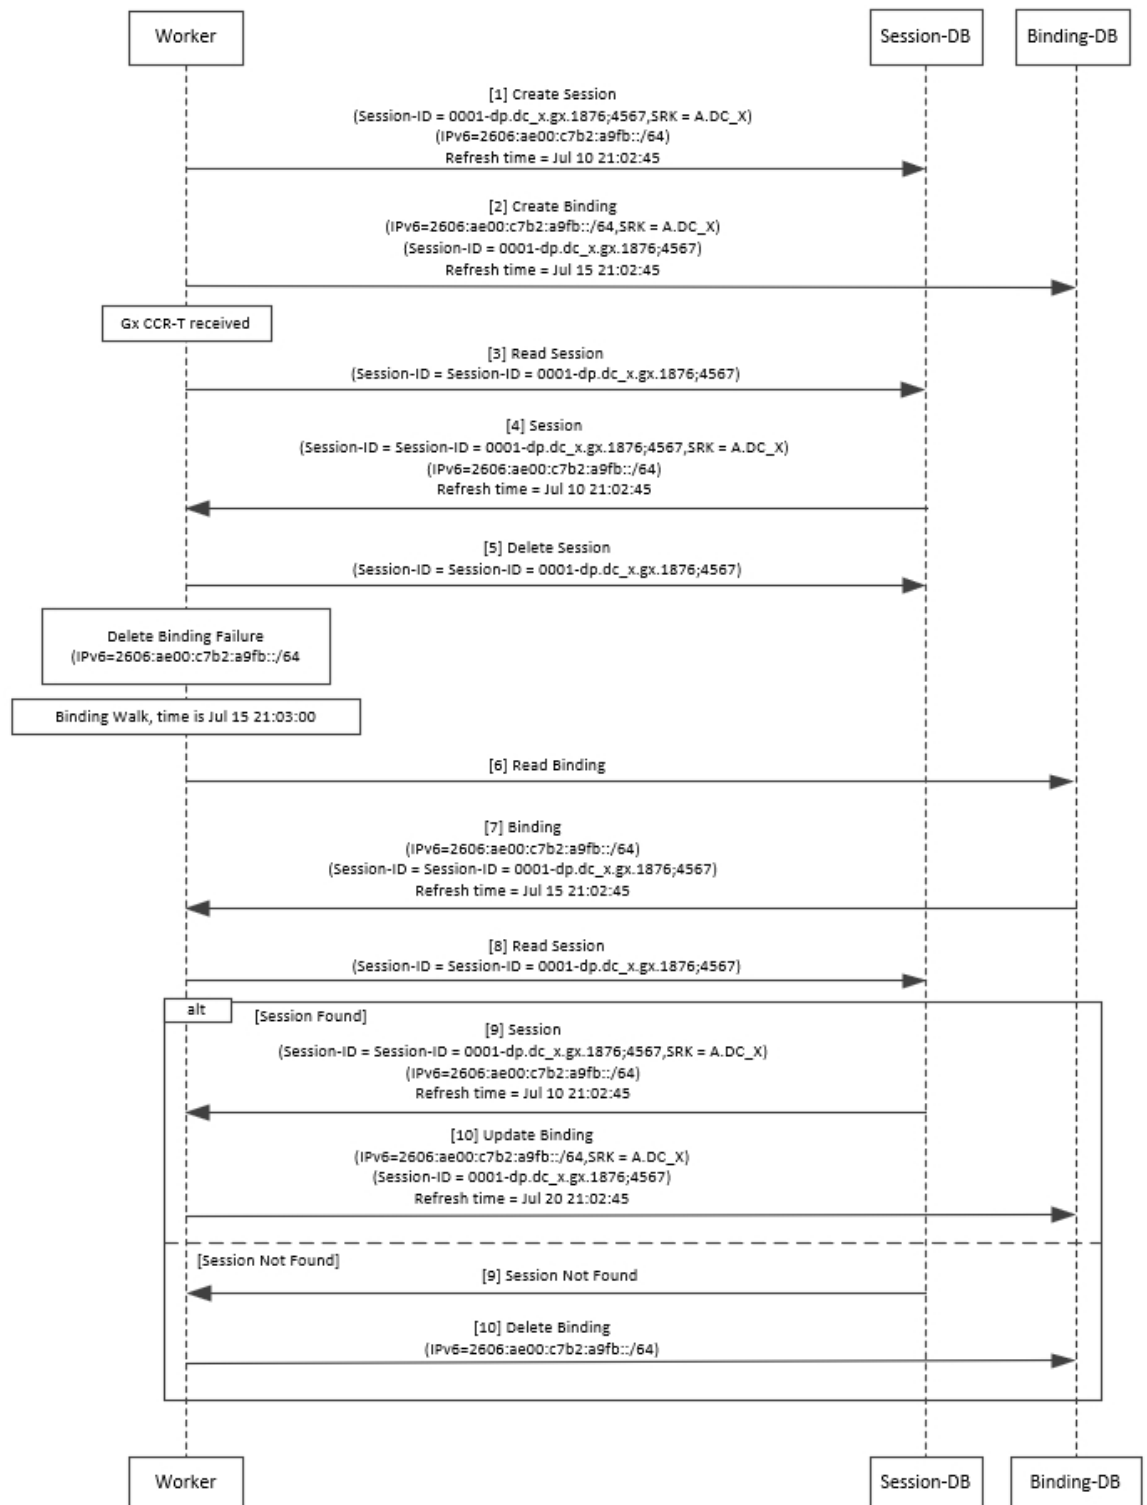 Worker
Session-DB
Binding-DB
[1] Create Session
(Session-ID = 0001-dp.dc_x.gx.1876;4567,SRK = A.DC_X)
(IPv6=2606:ae00:c7b2:a9fb::/64)
Refresh time = Jul 10 21:02:45
[2] Create Binding
(IPv6=2606:ae00:c7b2:a9fb::/64,SRK = A.DC_X)
(Session-ID = 0001-dp.dc_x.gx.1876;4567)
Refresh time = Jul 15 21:02:45
Gx CCR-T received
[3] Read Session
(Session-ID = Session-ID = 0001-dp.dc_x.gx.1876;4567)
[4] Session
(Session-ID = Session-ID = 0001-dp.dc_x.gx.1876;4567,SRK = A.DC_X)
(IPv6=2606:ae00:c7b2:a9fb::/64)
Refresh time = Jul 10 21:02:45
[5] Delete Session
(Session-ID = Session-ID = 0001-dp.dc_x.gx.1876;4567)
Delete Binding Failure
(IPv6=2606:ae00:c7b2:a9fb::/64
Binding Walk, time is Jul 15 21:03:00
[6] Read Binding
[7] Binding
(IPv6=2606:ae00:c7b2:a9fb::/64)
(Session-ID = Session-ID = 0001-dp.dc_x.gx.1876;4567)
Refresh time = Jul 15 21:02:45
[8] Read Session
(Session-ID = Session-ID = 0001-dp.dc_x.gx.1876;4567)
alt
[Session Found]
[9] Session
(Session-ID = Session-ID = 0001-dp.dc_x.gx.1876;4567,SRK = A.DC_X)
(IPv6=2606:ae00:c7b2:a9fb::/64)
Refresh time = Jul 10 21:02:45
[10] Update Binding
(IPv6=2606:ae00:c7b2:a9fb::/64,SRK = A.DC_X)
(Session-ID = 0001-dp.dc_x.gx.1876;4567)
Refresh time = Jul 20 21:02:45
[Session Not Found]
[9] Session Not Found
[10] Delete Binding
(IPv6=2606:ae00:c7b2:a9fb::/64)
Worker
Session-DB
Binding-DB